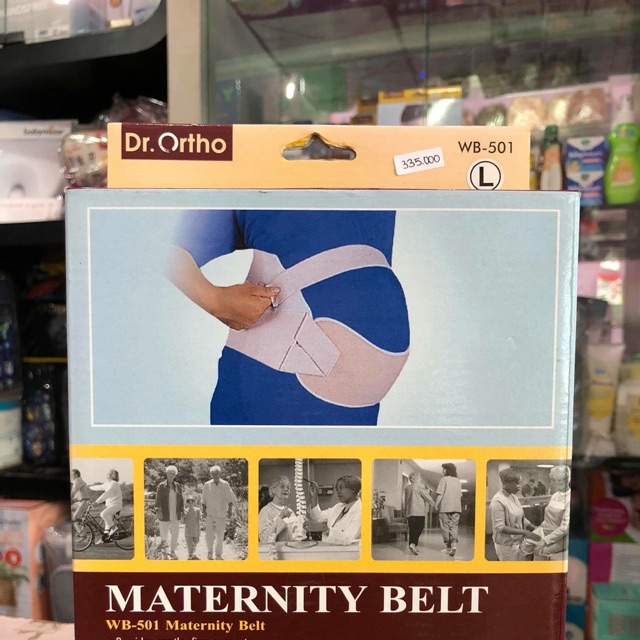 Dr. Ortho
335.000
WB-501
L
MATERNITY BELT
WB-501 Maternity Belt